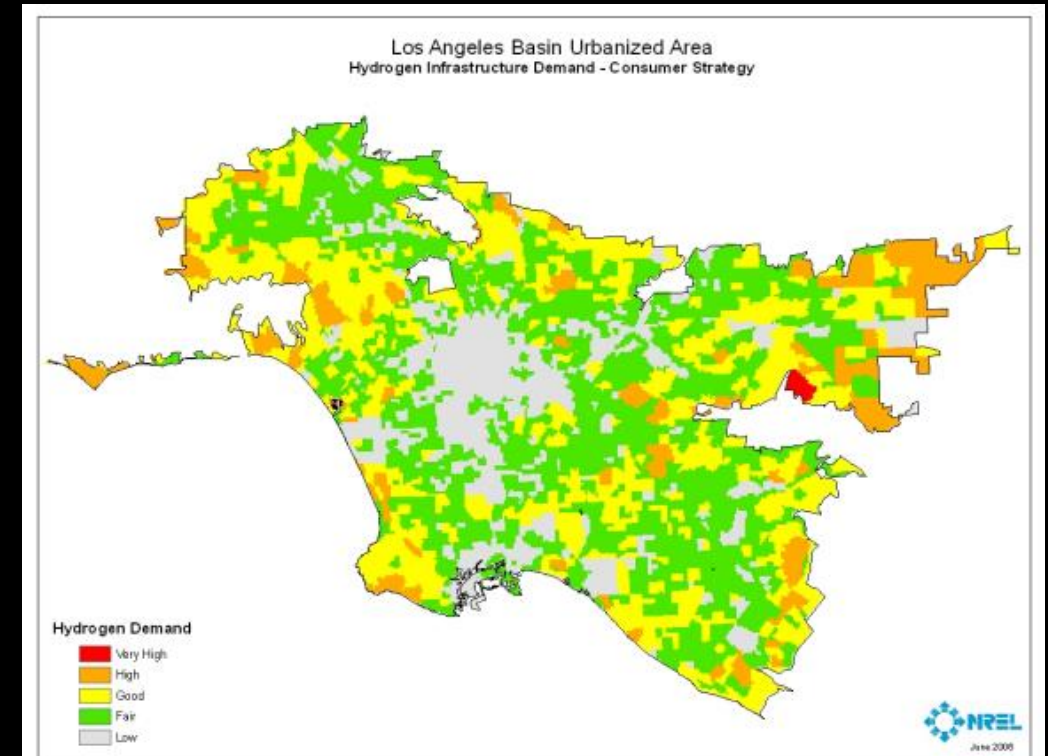 Los Angeles Basin Urbanized Area
Hydrogen Infrastructure Demand - Consumer Strategy
Hydrogen Demand
Very High
High
Good
Fair
Low
NREL
June 2006